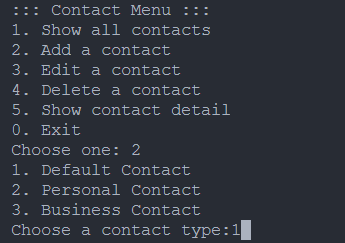 ::: Contact Menu :::
1. Show all contacts
2. Add a contact
3. Edit a contact
4. Delete a contact
5. Show contact detail
0. Exit
Choose one: 2
1. Default Contact
2. Personal Contact
3. Business Contact
Choose a contact type:1